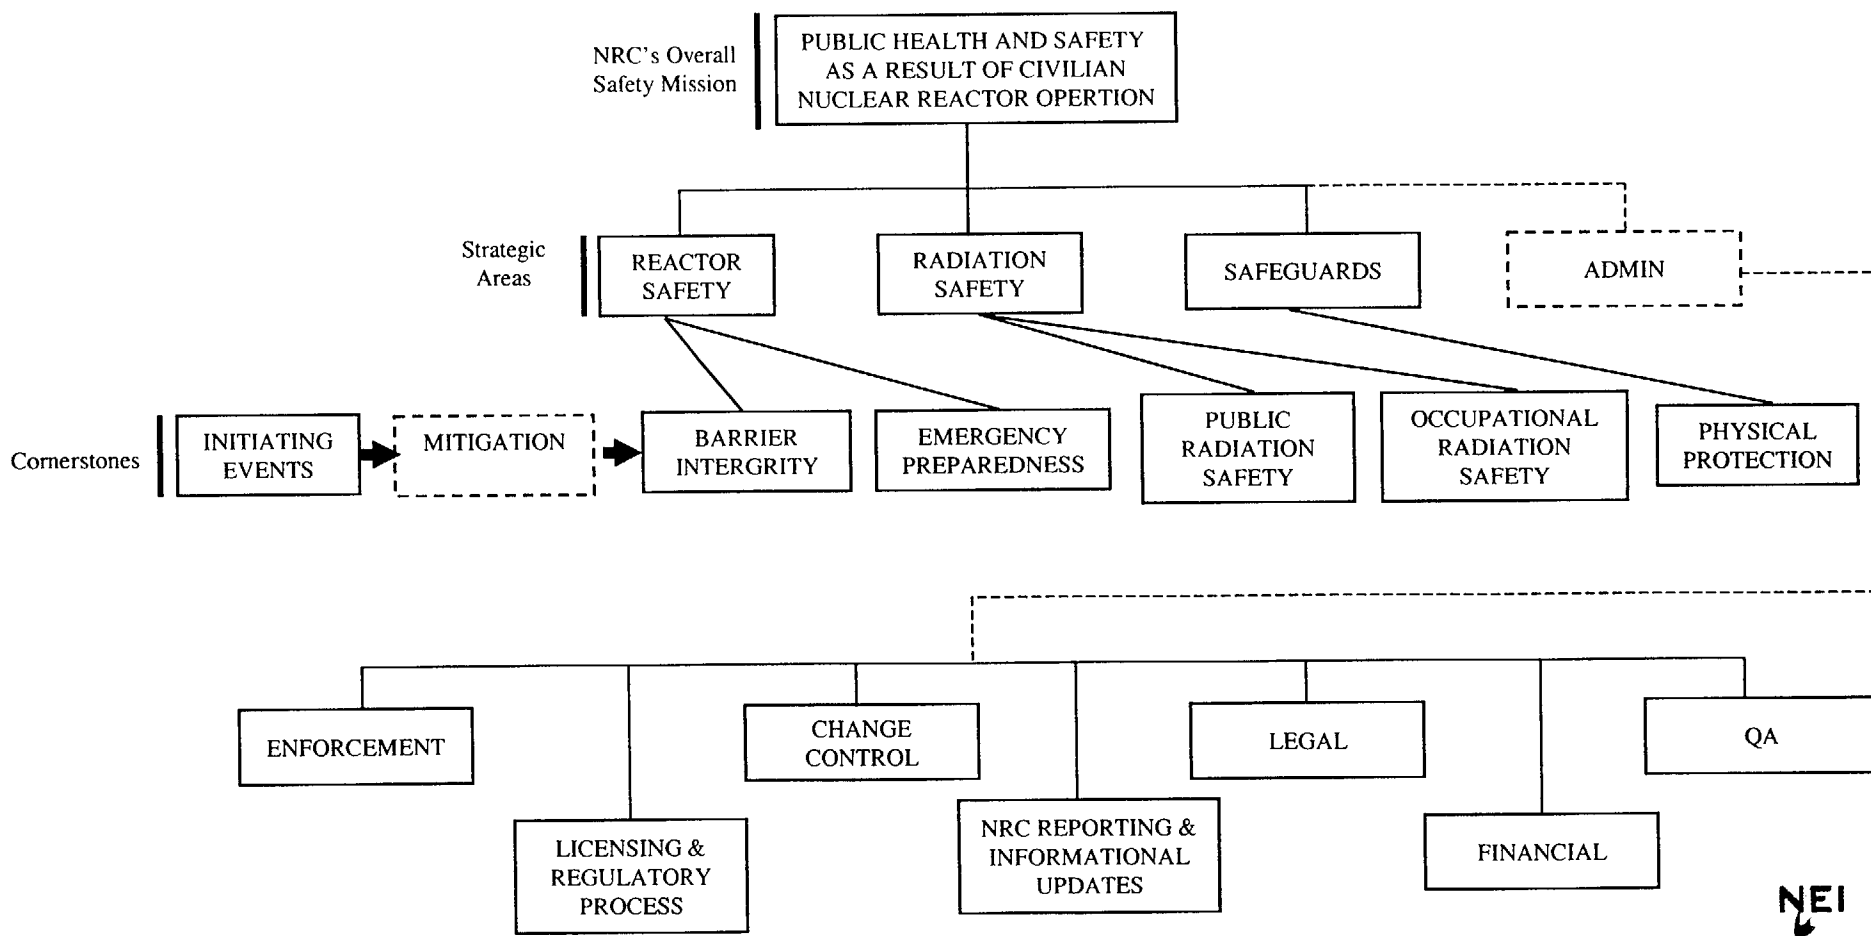 NRC's Overall
Safety Mission
PUBLIC HEALTH AND SAFETY
AS A RESULT OF CIVILIAN
NUCLEAR REACTOR OPERTION
Strategic
Areas
REACTOR
SAFETY
RADIATION
SAFETY
SAFEGUARDS
ADMIN
Cornerstones
INITIATING
EVENTS
MITIGATION
BARRIER
INTERGRITY
EMERGENCY
PREPAREDNESS
PUBLIC
RADIATION
SAFETY
OCCUPATIONAL
RADIATION
SAFETY
PHYSICAL
PROTECTION
ENFORCEMENT
LICENSING &
REGULATORY
PROCESS
CHANGE
CONTROL
NRC REPORTING &
INFORMATIONAL
UPDATES
LEGAL
FINANCIAL
QA
NEI